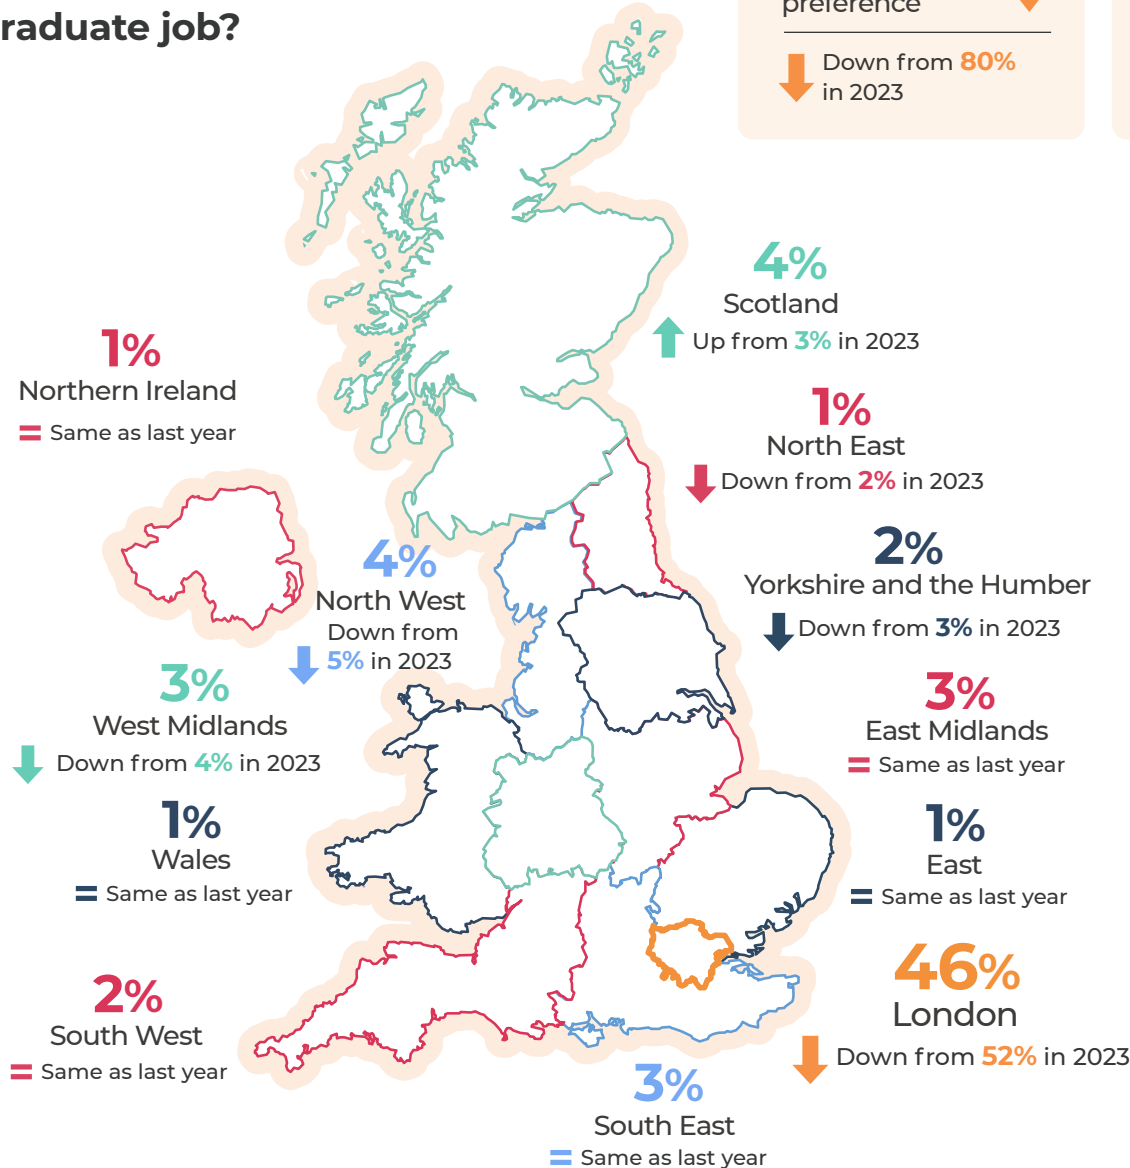 raduate job?
preference
Down from 80%
in 2023
4%
Scotland
Up from 3% in 2023
1%
Northern Ireland
= Same as last year
1%
North East
Down from 2% in 2023
4%
North West
Down from
5% in 2023
2%
Yorkshire and the Humber
Down from 3% in 2023
3%
West Midlands
Down from 4% in 2023
3%
East Midlands
= Same as last year
1%
Wales
= Same as last year
1%
East
= Same as last year
46%
London
Down from 52% in 2023
2%
South West
= Same as last year
3%
South East
= Same as last year